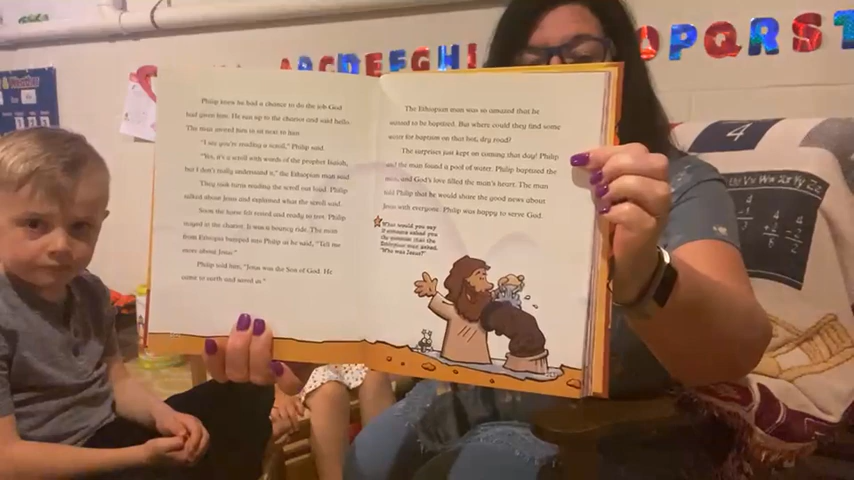 Philip knew he had a chance to do the job God
had given him. He ran up to the chariot and said hello.
The man invited him to sit next to him.
"I see you're reading a scroll," Philip said.
"Yes, it's a scroll with words of the prophet Isaiah,
but I don't really understand it," the Ethiopian man said.
They took turns reading the scroll out loud. Philip
talked about Jesus and explained what the scroll said.
Soon the horse felt rested and ready to trot. Philip
stayed in the chariot. It was a bouncy ride. The man
from Ethiopia bumped into Philip as he said, "Tell me
more about Jesus."
Philip told him, "Jesus was the Son of God. He
came to earth and saved us."
The Ethiopian man was so amazed that he
wanted to be baptized. But where could they find some
water for baptism on that hot, dry road?
The surprises just kept on coming that day! Philip
and the man found a pool of water. Philip baptized the
man, and God's love filled the man's heart. The man
told Philip that he would share the good news about
Jesus with everyone. Philip was happy to serve God.
What would you say
if someone asked you
the question that the
Ethiopian man asked:
"Who was Jesus?"
A B C D E F G H I
O P Q R S T
4